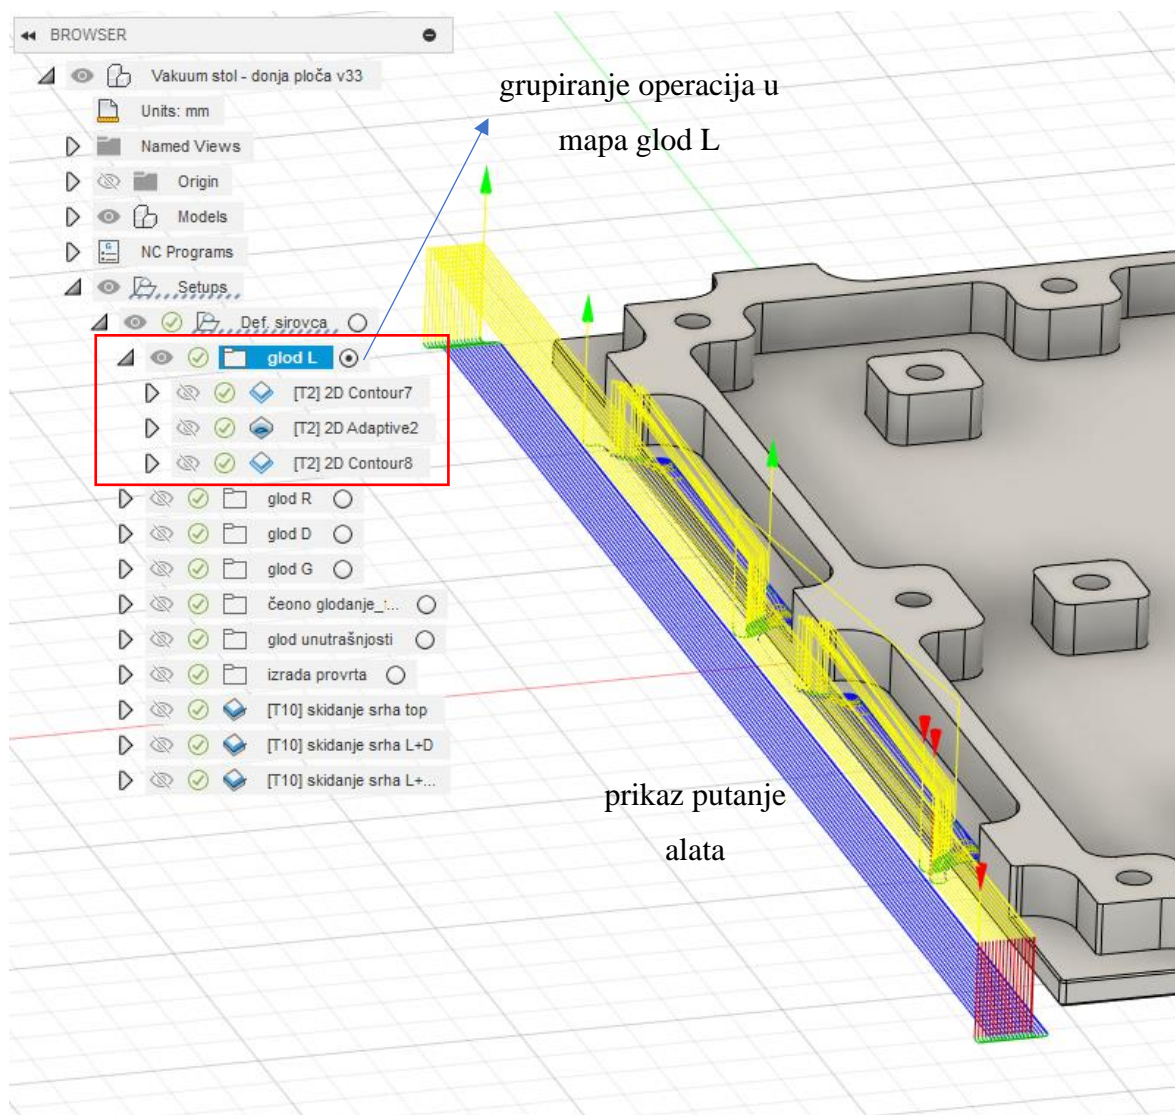 BROWSER
Vakuum stol - donja ploča v33
Units: mm
Named Views
Origin
Models
NC Programs
Setups
Def. sirovca
glod L
[T2] 2D Contour7
[T2] 2D Adaptive2
[T2] 2D Contour8
glod R
glod D
glod G
čeono glodanje_...
glod unutrašnjosti
izrada provrta
[T10] skidanje srha top
[T10] skidanje srha L+D
[T10] skidanje srha L+...
grupiranje operacija u
mapa glod L
prikaz putanje
alata